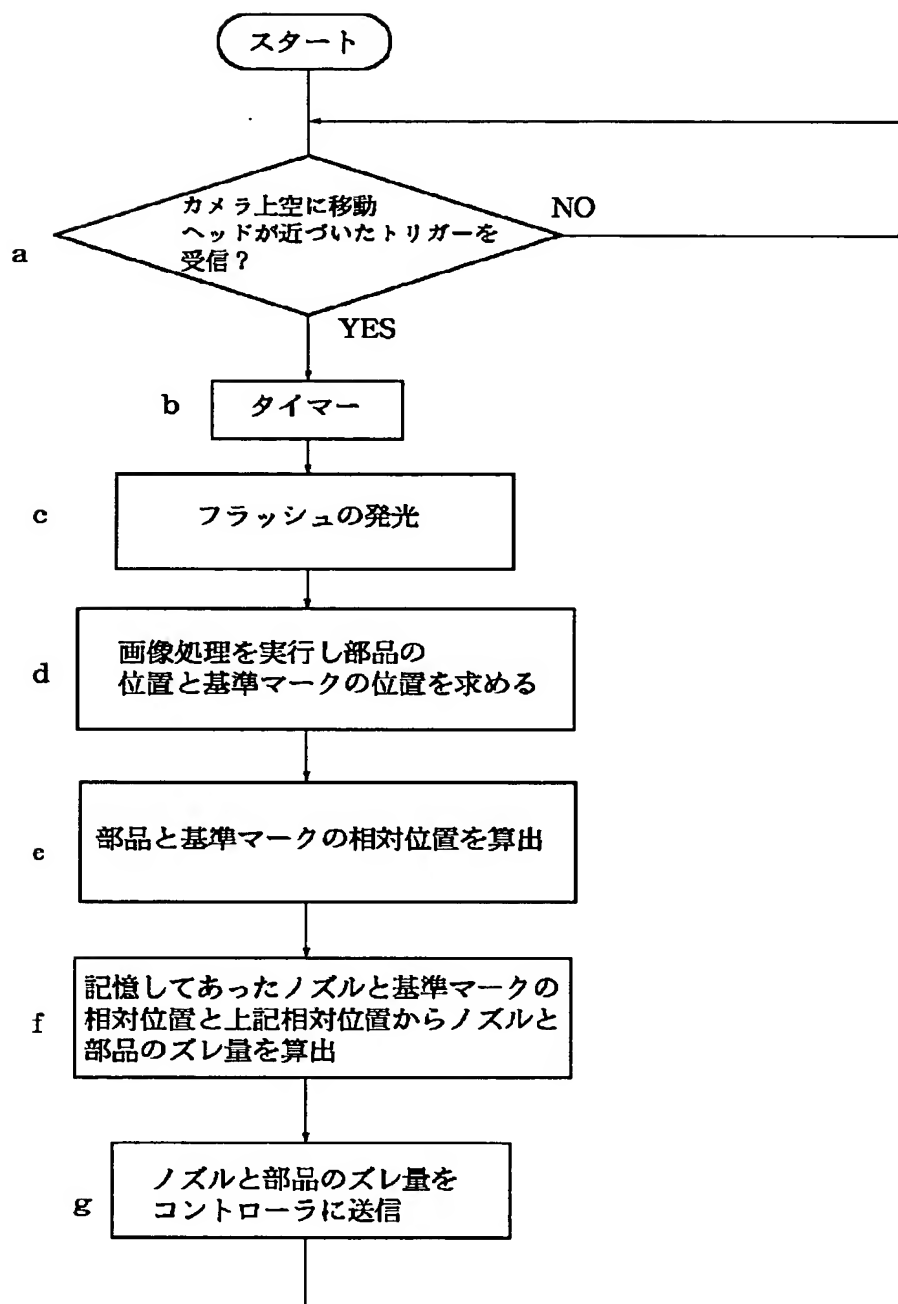 スタート
カメラ上空に移動
ヘッドが近づいたトリガーを
受信？
NO
a
YES
b
タイマー
c
フラッシュの発光
画像処理を実行し部品の
位置と基準マークの位置を求める
d
部品と基準マークの相対位置を算出
e
記憶してあったノズルと基準マークの
相対位置と上記相対位置からノズルと
部品のズレ量を算出
f
ノズルと部品のズレ量を
コントローラに送信
g